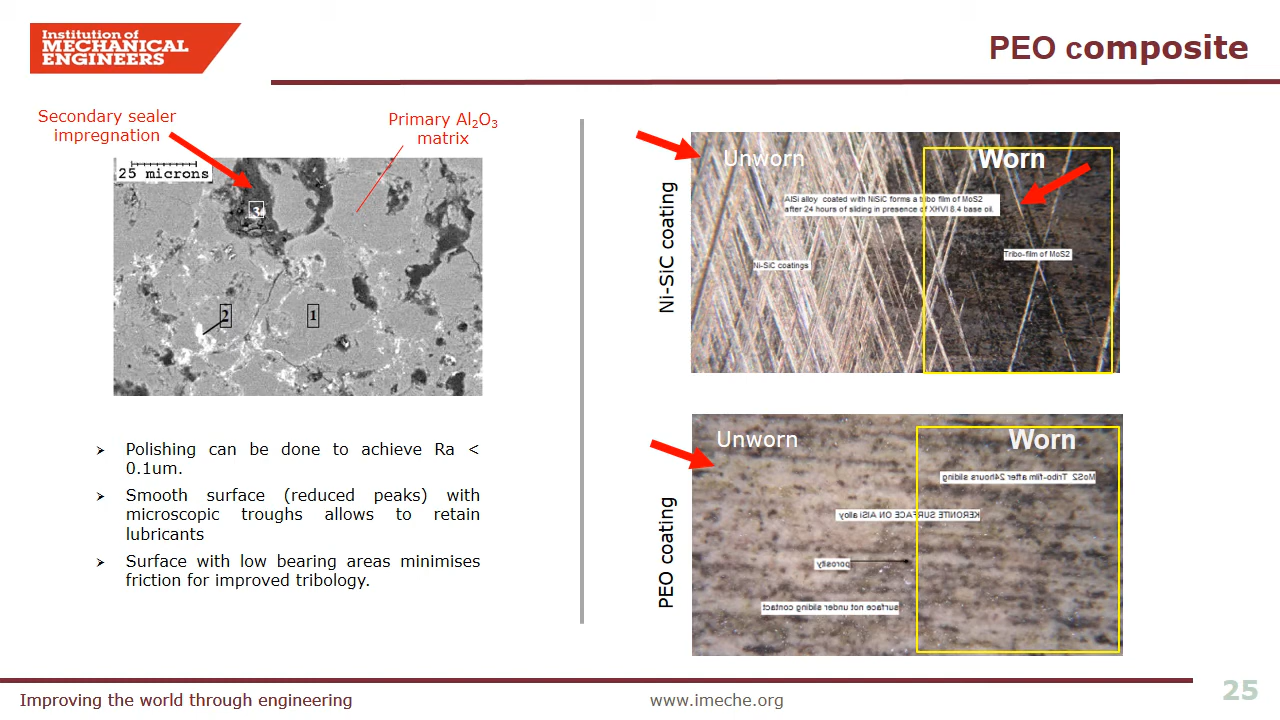 Institution of
MECHANICAL
ENGINEERS
PEO composite
Secondary sealer
impregnation
Primary Al₂O₃
matrix
25 microns
3
2
1
➢ Polishing can be done to achieve Ra <
0.1um.
➢ Smooth surface (reduced peaks) with
microscopic troughs allows to retain
lubricants
➢ Surface with low bearing areas minimises
friction for improved tribology.
Ni-SiC coating
Unworn
Worn
AlSi alloy coated with NiSiC forms a tribo film of MoS2
after 24 hours of sliding in presence of XHVI 8.4 base oil.
Ni-SiC coatings
Tribo-film of MoS2
PEO coating
Unworn
Worn
MoS2 Tribo-film after 24hours sliding
KERONITE SURFACE ON AlSi alloy
porosity
surface not under sliding contact
Improving the world through engineering
www.imeche.org
25